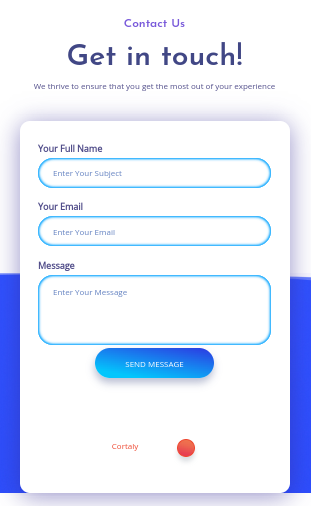 Contact Us
Get in touch!
We thrive to ensure that you get the most out of your experience
Your Full Name
Enter Your Subject
Your Email
Enter Your Email
Message
Enter Your Message
SEND MESSAGE
Cortaly